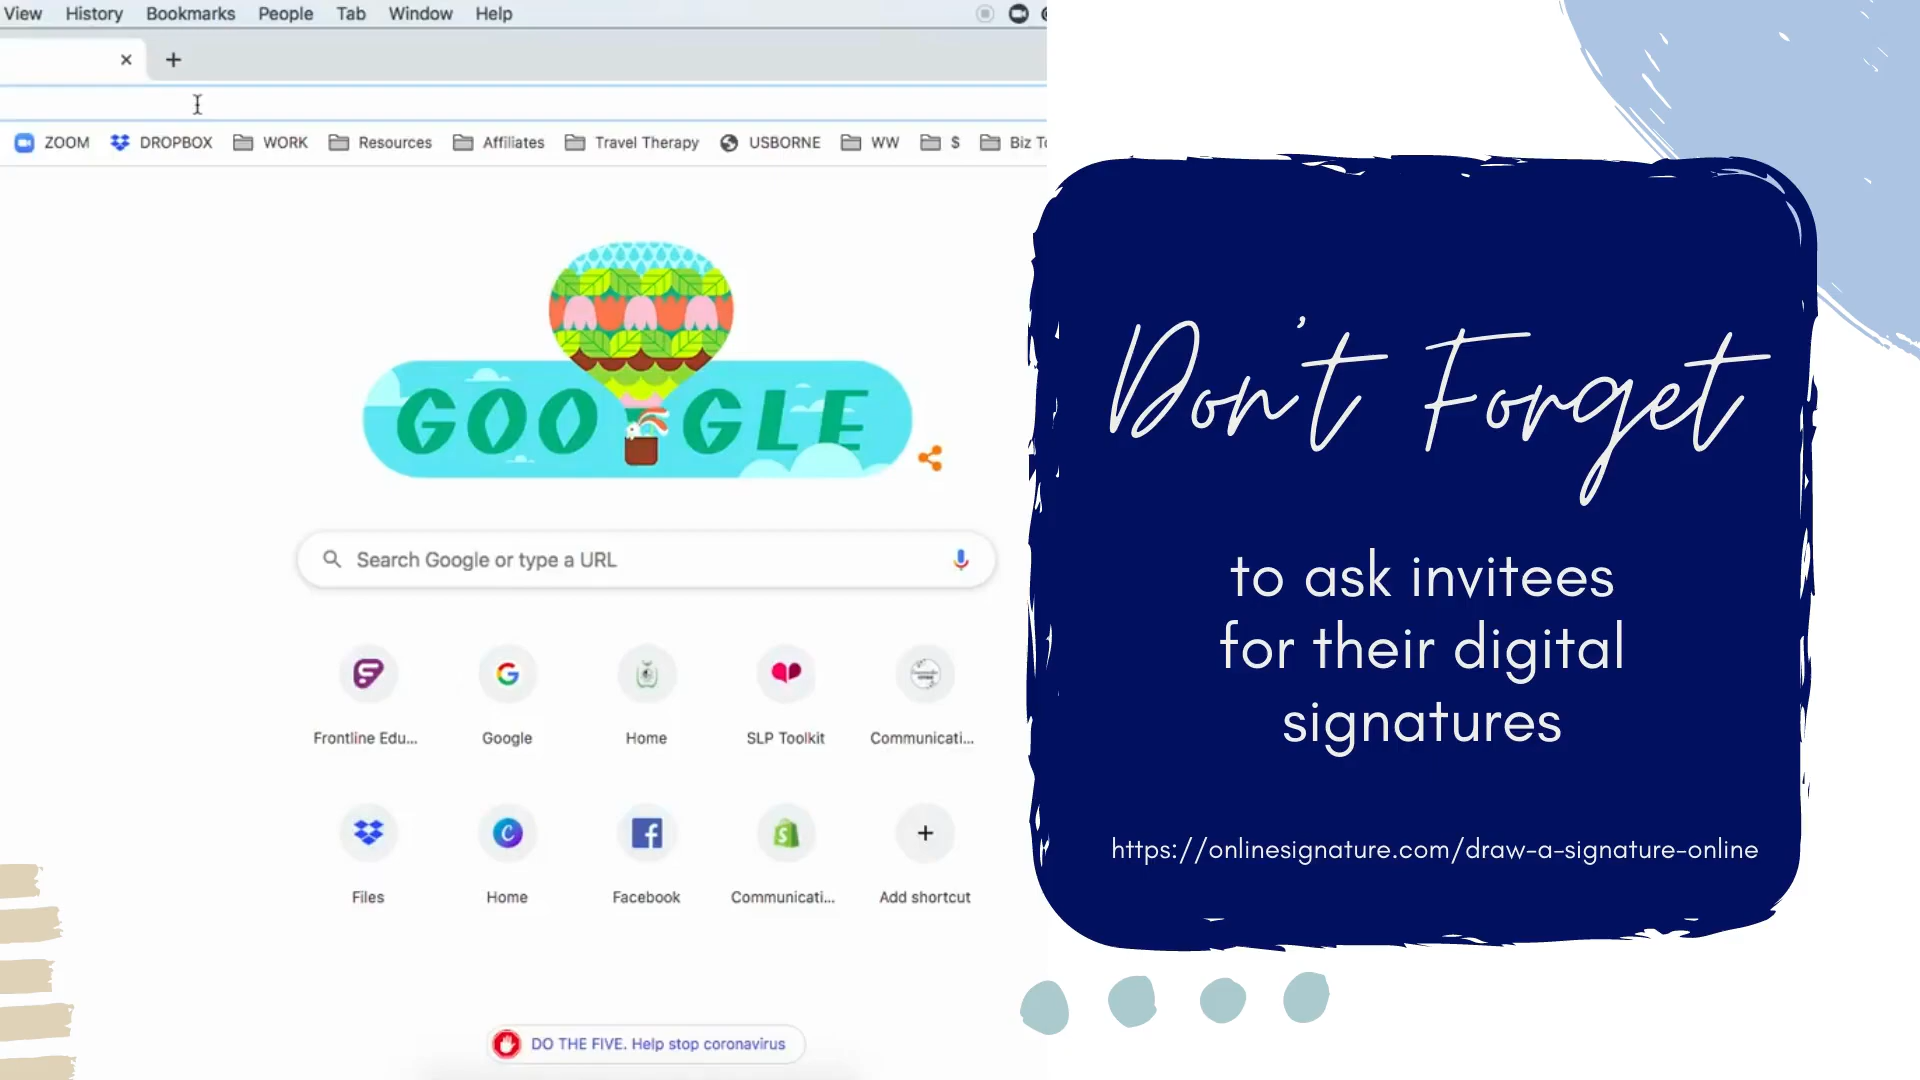 View History Bookmarks People Tab Window Help
ZOOM DROPBOX WORK Resources Affiliates Travel Therapy USBORNE WW $ Biz
GOOGLE
Search Google or type a URL
Frontline Edu... Google Home SLP Toolkit Communicati...
Files Home Facebook Communicati... Add shortcut
DO THE FIVE. Help stop coronavirus
Don't Forget
to ask invitees
for their digital
signatures
https://onlinesignature.com/draw-a-signature-online